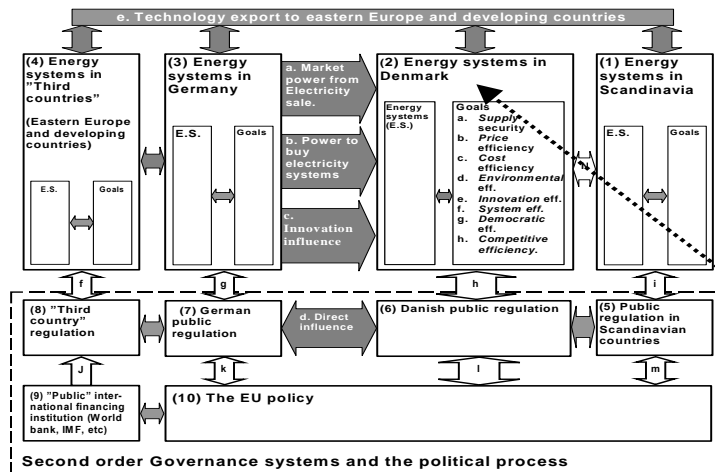 e. Technology export to eastern Europe and developing countries
(4) Energy
systems in
"Third
countries"
(Eastern Europe
and developing
countries)
E.S.
Goals
(3) Energy
systems in
Germany
E.S.
Goals
a. Market
power from
Electricity
sale.
b. Power to
buy
electricity
systems
c.
Innovation
influence
(2) Energy systems in
Denmark
Energy
systems
(E.S.)
Goals
a. Supply
security
b. Price
efficiency
c. Cost
efficiency
d. Environmental
eff.
e. Innovation eff.
f. System eff.
g. Democratic
eff.
h. Competitive
efficiency.
(1) Energy
systems in
Scandinavia
E.S.
Goals
f
g
h
i
(8) "Third
country"
regulation
(7) German
public
regulation
d. Direct
influence
(6) Danish public regulation
(5) Public
regulation in
Scandinavian
countries
J
k
l
m
(9) "Public" inter-
national financing
institution (World
bank, IMF, etc)
(10) The EU policy
Second order Governance systems and the political process